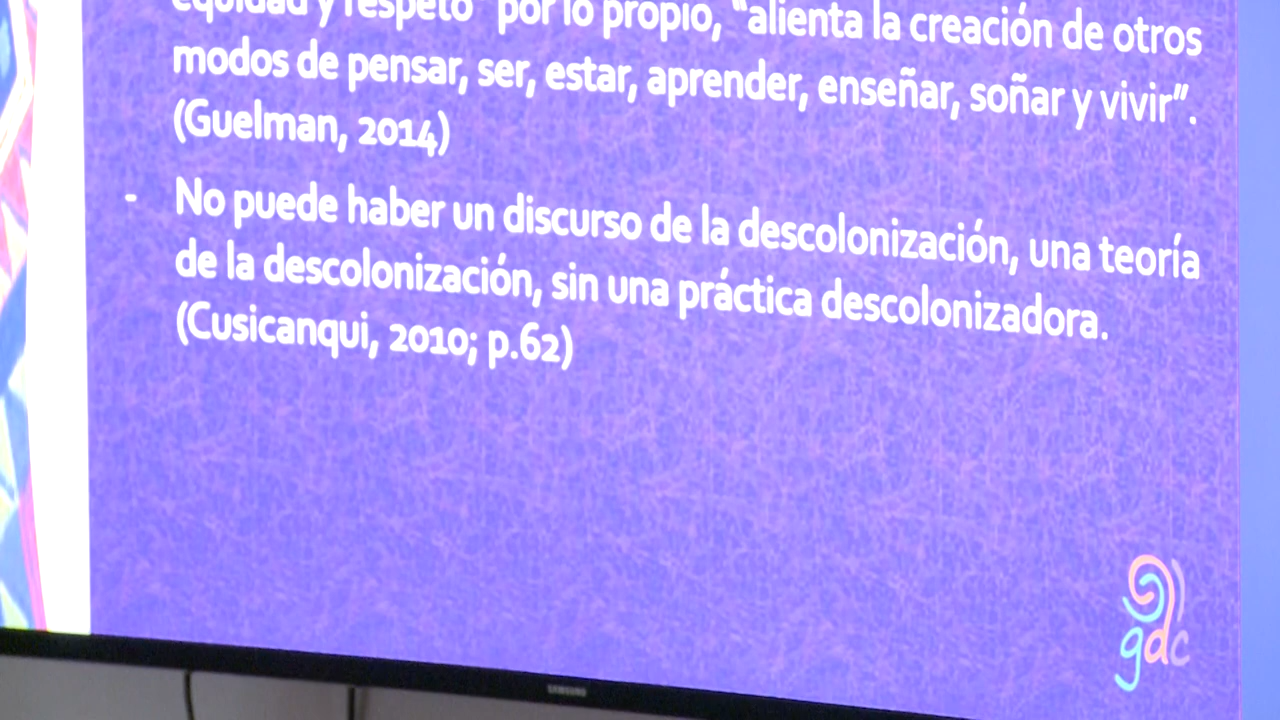 equidad y respeto" por lo propio, "alienta la creación de otros
modos de pensar, ser, estar, aprender, enseñar, soñar y vivir".
(Guelman, 2014)
- No puede haber un discurso de la descolonización, una teoría
de la descolonización, sin una práctica descolonizadora.
(Cusicanqui, 2010; p.62)
gdc
SAMSUNG